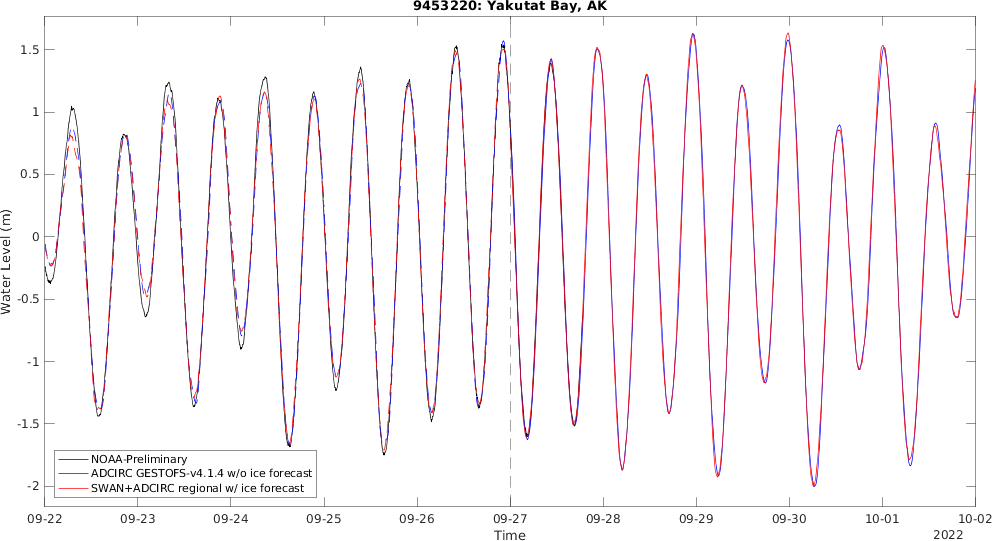 9453220: Yakutat Bay, AK
1.5
1
0.5
0
-0.5
-1
-1.5
-2
Water Level (m)
NOAA-Preliminary
ADCIRC GESTOFS-v4.1.4 w/o ice forecast
SWAN+ADCIRC regional w/ ice forecast
09-22 09-23 09-24 09-25 09-26 09-27 09-28 09-29 09-30 10-01 10-02
Time
2022